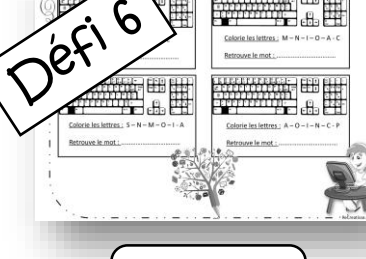 Défi 6
Colorie les lettres : M – N – I – O – A - C
Retrouve le mot :
Colorie les lettres : S – N – M – O – I - A
Colorie les lettres : A – O – I – N – C - P
Retrouve le mot :
Retrouve le mot :